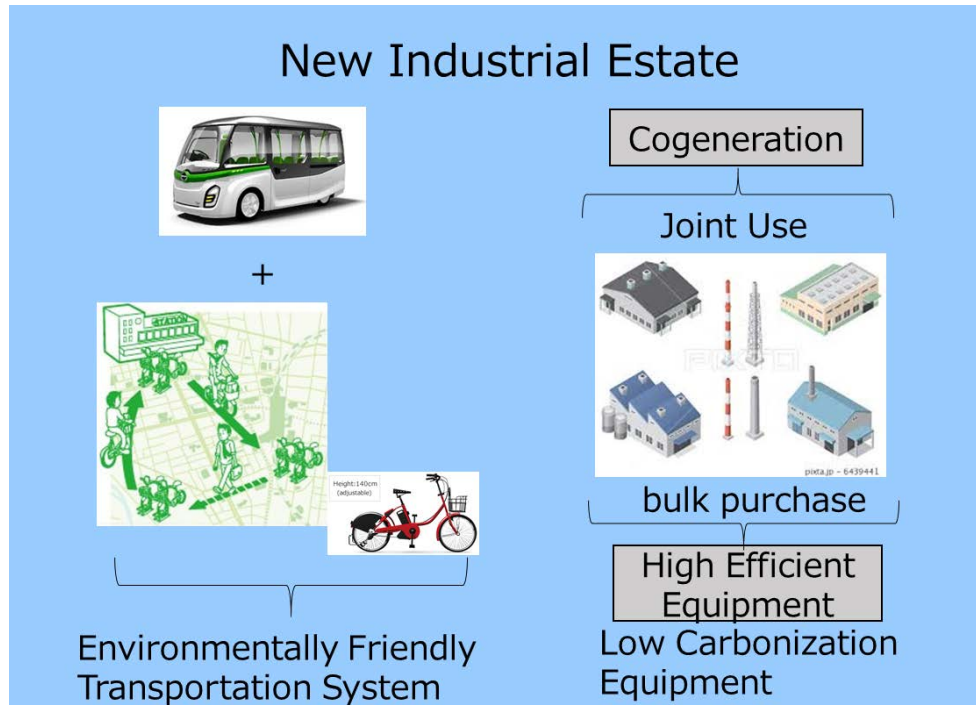 New Industrial Estate
+
STATION
Height:140cm
(adjustable)
Environmentally Friendly
Transportation System
Cogeneration
Joint Use
PIXTA
pixta.jp - 6439441
bulk purchase
High Efficient
Equipment
Low Carbonization
Equipment